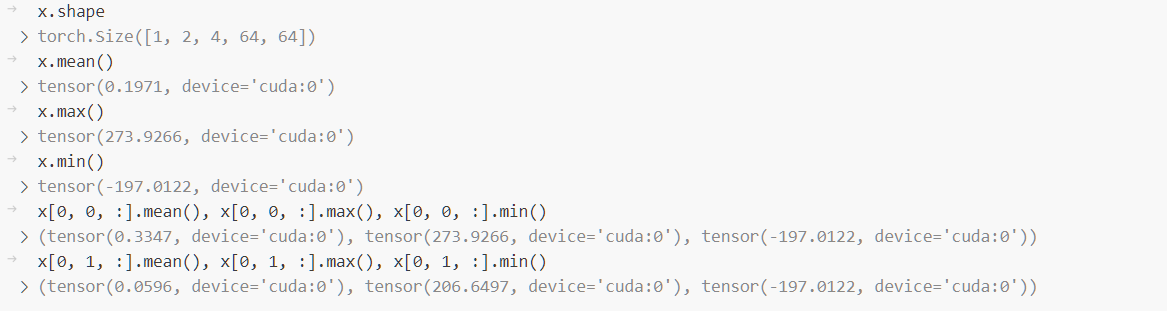 x.shape
torch.Size([1, 2, 4, 64, 64])
x.mean()
tensor(0.1971, device='cuda:0')
x.max()
tensor(273.9266, device='cuda:0')
x.min()
tensor(-197.0122, device='cuda:0')
x[0, 0, :].mean(), x[0, 0, :].max(), x[0, 0, :].min()
(tensor(0.3347, device='cuda:0'), tensor(273.9266, device='cuda:0'), tensor(-197.0122, device='cuda:0'))
x[0, 1, :].mean(), x[0, 1, :].max(), x[0, 1, :].min()
(tensor(0.0596, device='cuda:0'), tensor(206.6497, device='cuda:0'), tensor(-197.0122, device='cuda:0'))